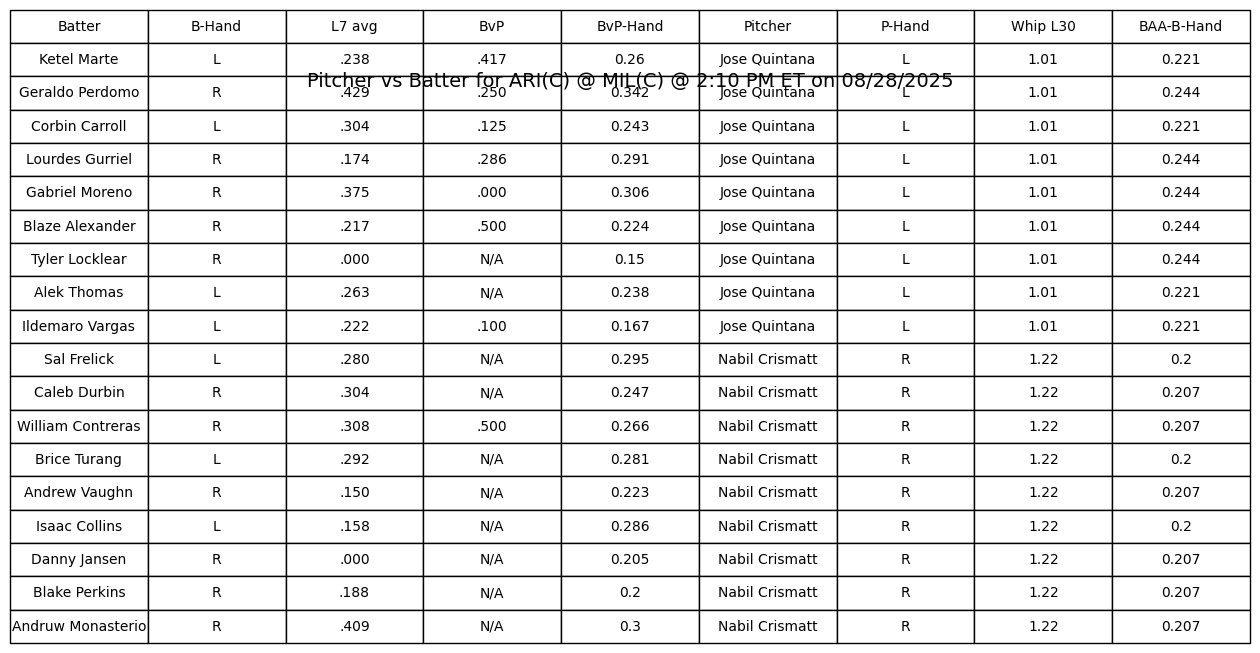 Batter B-Hand L7 avg BvP BvP-Hand Pitcher P-Hand Whip L30 BAA-B-Hand
Ketel Marte L .238 .417 0.26 Jose Quintana L 1.01 0.221
Pitcher vs Batter for ARI(C) @ MIL(C) @ 2:10 PM ET on 08/28/2025
Geraldo Perdomo R .429 .250 0.342 Jose Quintana L 1.01 0.244
Corbin Carroll L .304 .125 0.243 Jose Quintana L 1.01 0.221
Lourdes Gurriel R .174 .286 0.291 Jose Quintana L 1.01 0.244
Gabriel Moreno R .375 .000 0.306 Jose Quintana L 1.01 0.244
Blaze Alexander R .217 .500 0.224 Jose Quintana L 1.01 0.244
Tyler Locklear R .000 N/A 0.15 Jose Quintana L 1.01 0.244
Alek Thomas L .263 N/A 0.238 Jose Quintana L 1.01 0.221
Ildemaro Vargas L .222 .100 0.167 Jose Quintana L 1.01 0.221
Sal Frelick L .280 N/A 0.295 Nabil Crismatt R 1.22 0.2
Caleb Durbin R .304 N/A 0.247 Nabil Crismatt R 1.22 0.207
William Contreras R .308 .500 0.266 Nabil Crismatt R 1.22 0.207
Brice Turang L .292 N/A 0.281 Nabil Crismatt R 1.22 0.2
Andrew Vaughn R .150 N/A 0.223 Nabil Crismatt R 1.22 0.207
Isaac Collins L .158 N/A 0.286 Nabil Crismatt R 1.22 0.2
Danny Jansen R .000 N/A 0.205 Nabil Crismatt R 1.22 0.207
Blake Perkins R .188 N/A 0.2 Nabil Crismatt R 1.22 0.207
Andruw Monasterio R .409 N/A 0.3 Nabil Crismatt R 1.22 0.207